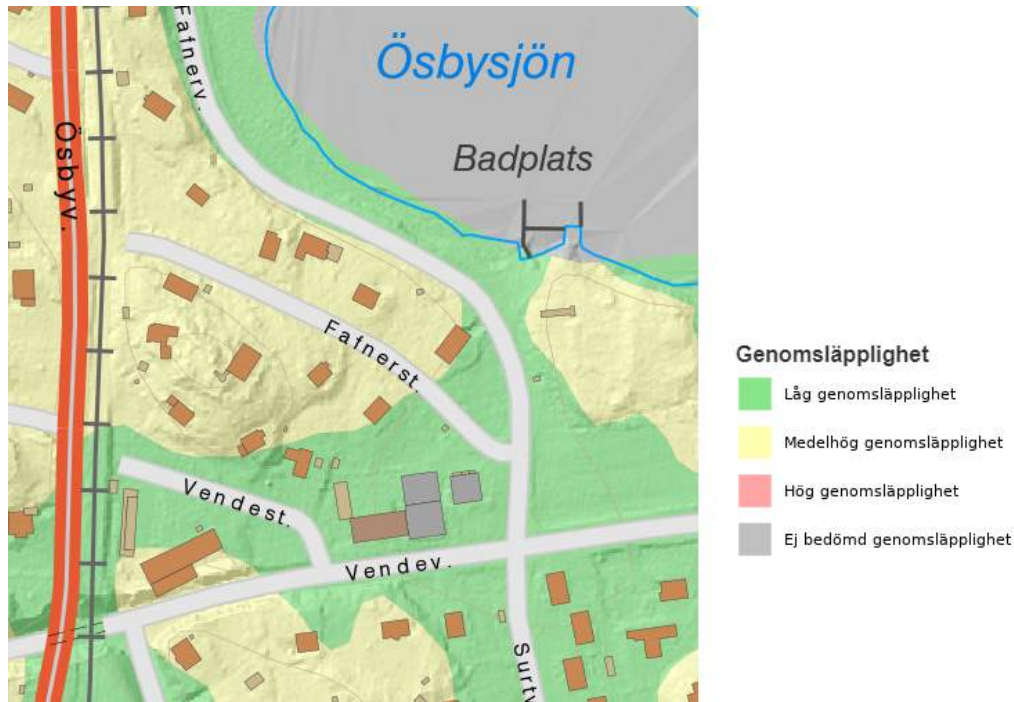 Fafnerv.
Ösbysjön
Ösbyv.
Badplats
Fafnerst.
Vendest.
Vendev.
Surtv
Genomsläpplighet
Låg genomsläpplighet
Medelhög genomsläpplighet
Hög genomsläpplighet
Ej bedömd genomsläpplighet